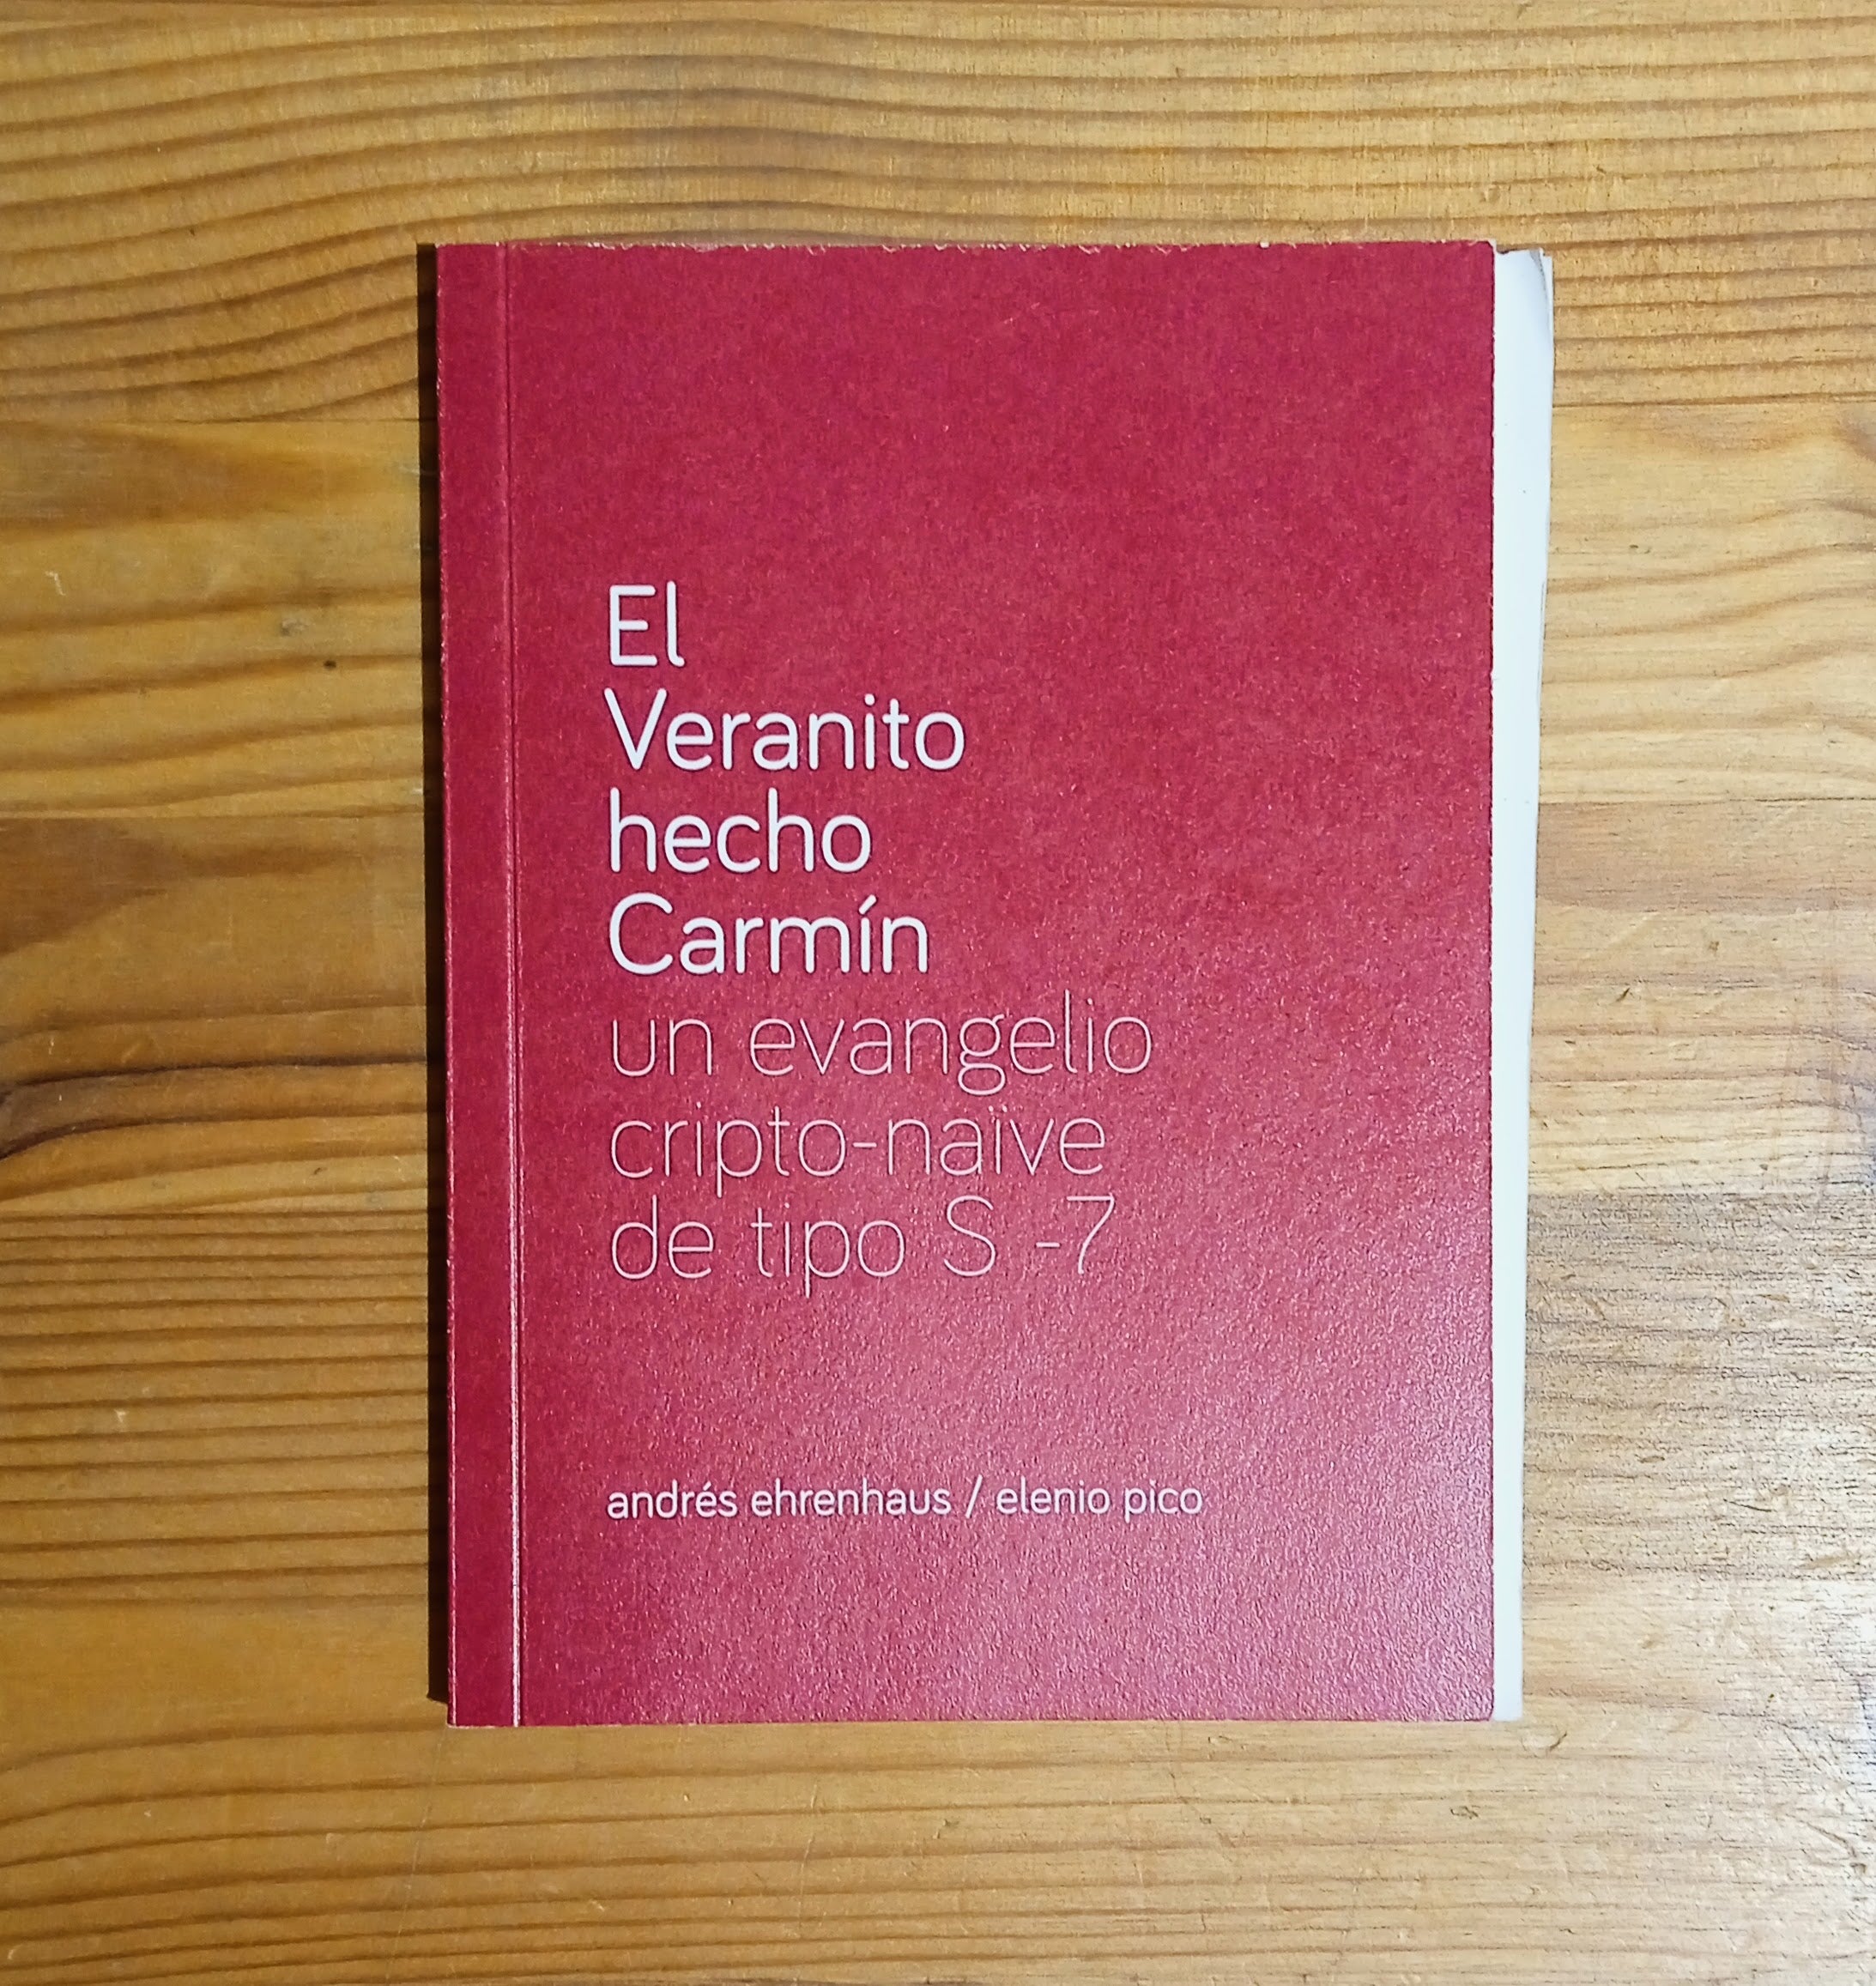 El
Veranito
hecho
Carmín
un evangelio
cripto-naïve
de tipo S -7
andrés ehrenhaus / elenio pico